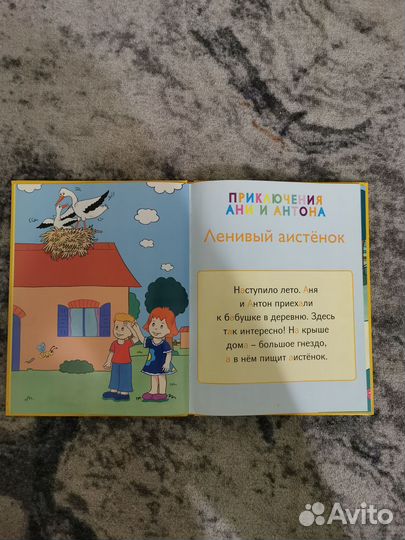 ПРИКЛЮЧЕНИЯ
АНИ И АНТОНА
Ленивый аистёнок
Наступило лето. Аня
и Антон приехали
к бабушке в деревню. Здесь
так интересно! На крыше
дома – большое гнездо,
а в нём пищит аистёнок.
Avito